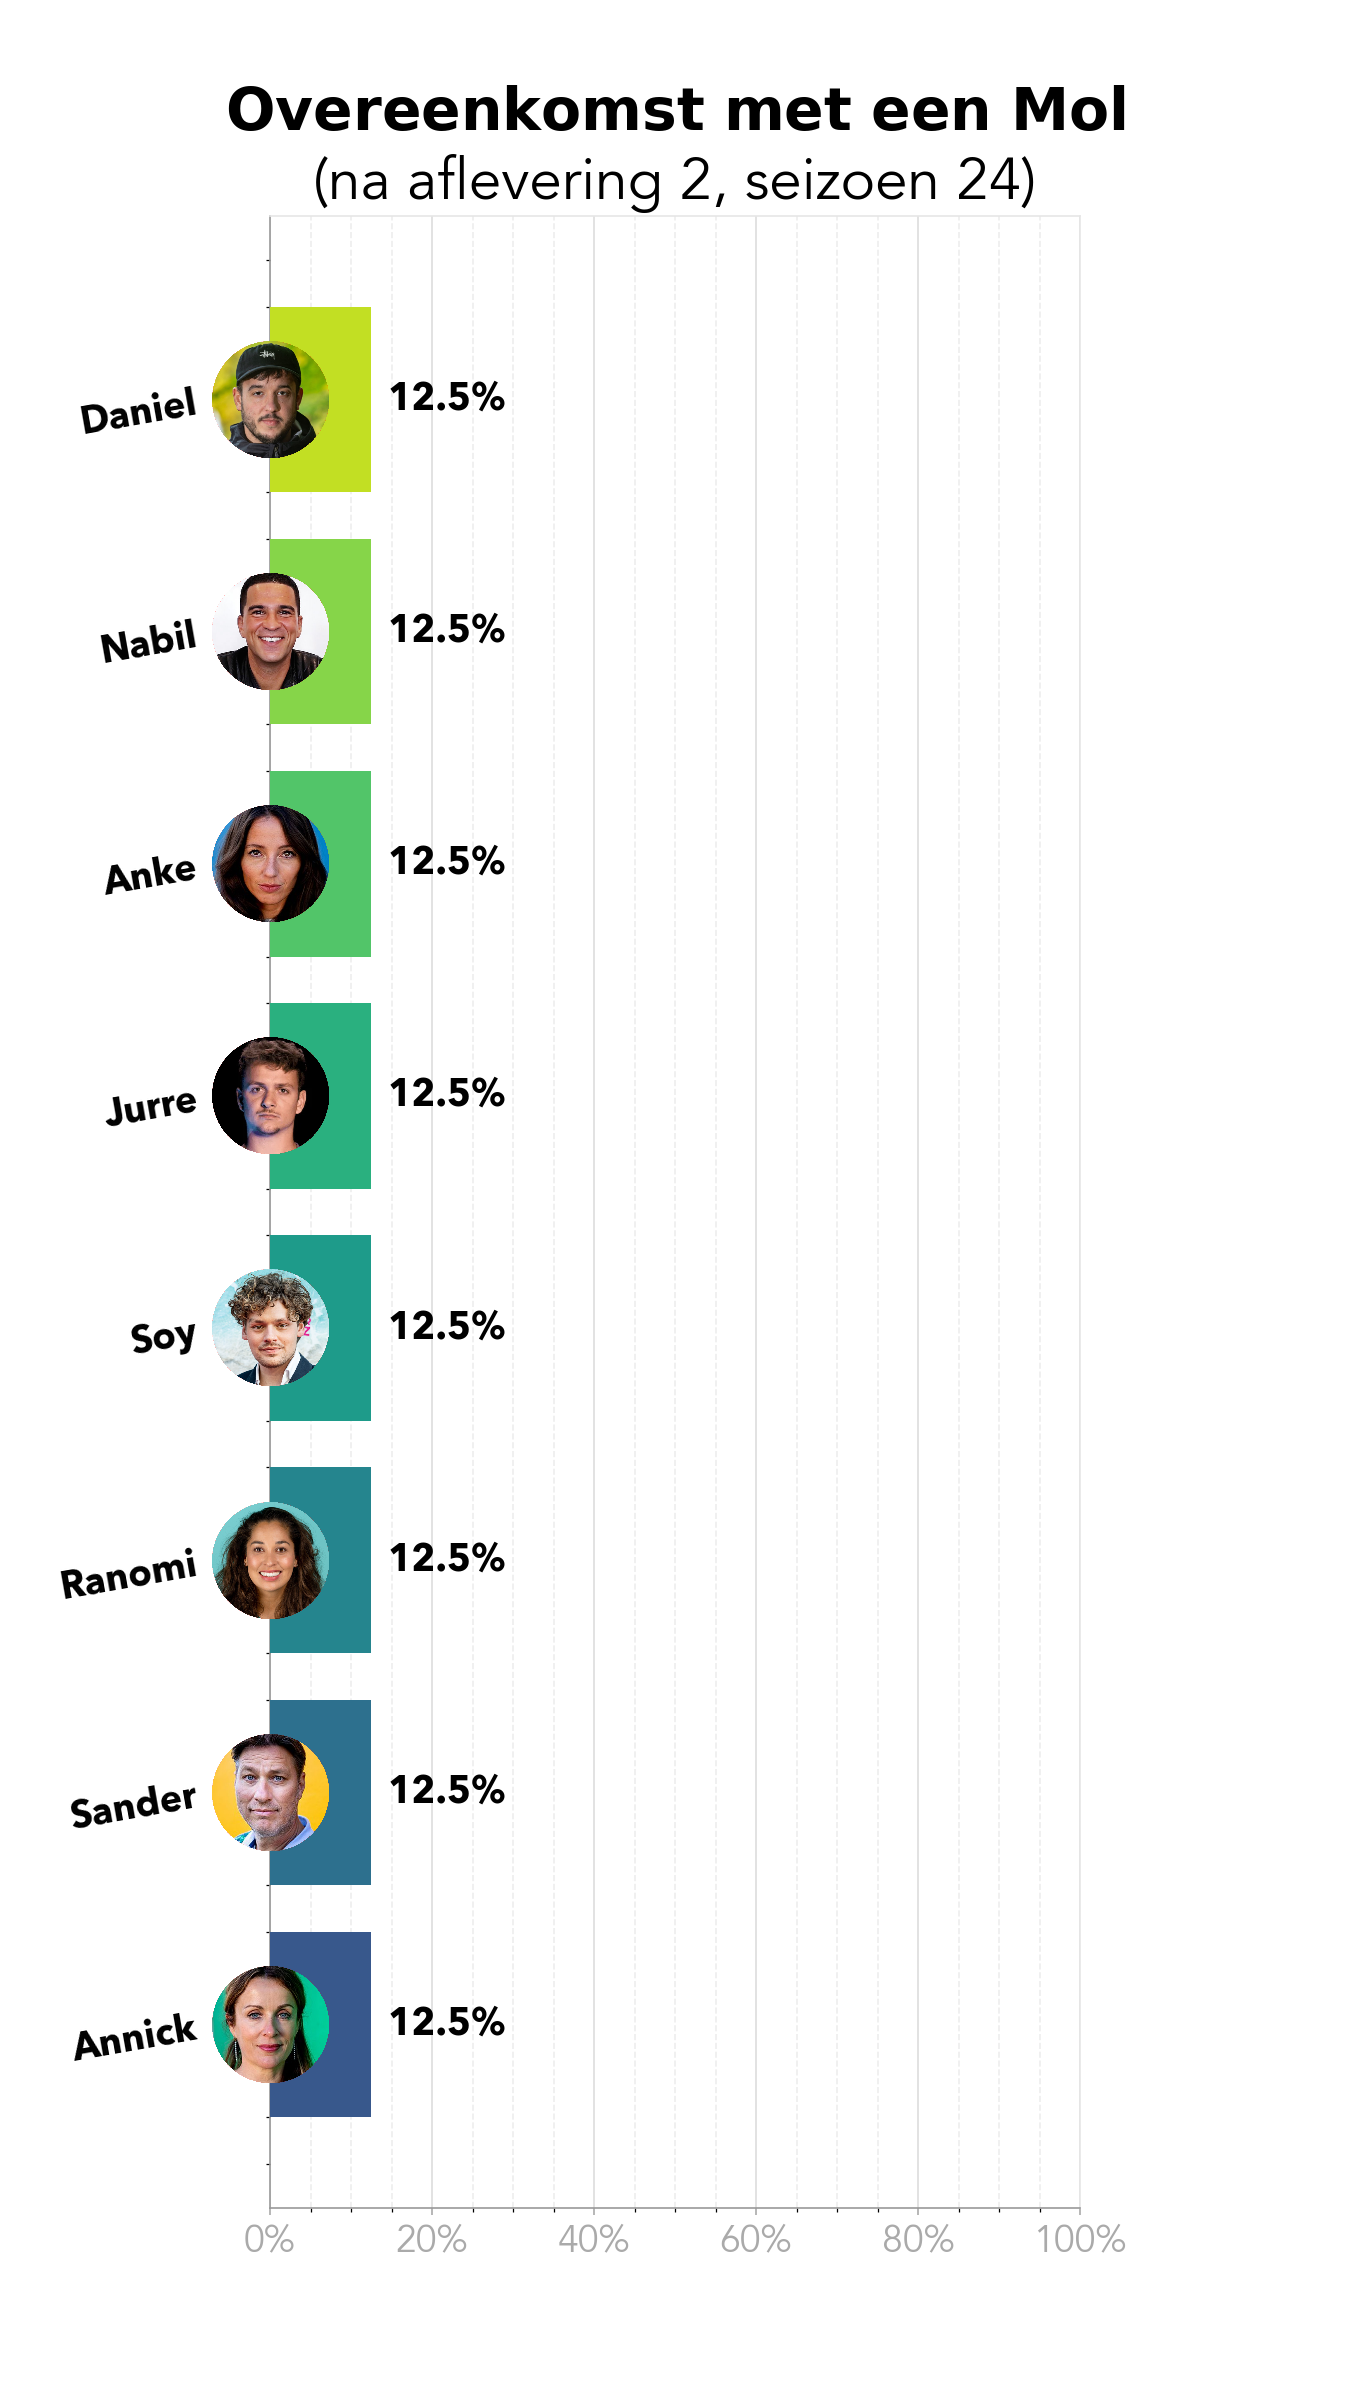 Overeenkomst met een Mol
(na aflevering 2, seizoen 24)
Daniel 12.5%
Nabil 12.5%
Anke 12.5%
Jurre 12.5%
Soy 12.5%
Ranomi 12.5%
Sander 12.5%
Annick 12.5%
0% 20% 40% 60% 80% 100%